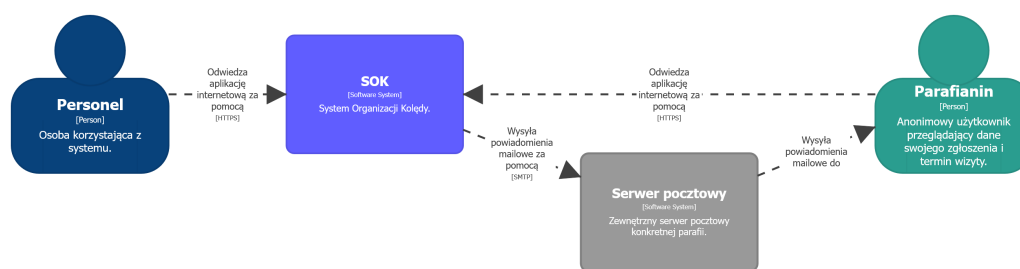 Personel
[Person]
Osoba korzystająca z
systemu.
Odwiedza
aplikację
internetową za
pomocą
[HTTPS]
SOK
[Software System]
System Organizacji Kolędy.
Odwiedza
aplikację
internetową za
pomocą
[HTTPS]
Wysyła
powiadomienia
mailowe za
pomocą
[SMTP]
Serwer pocztowy
[Software System]
Zewnętrzny serwer pocztowy
konkretnej parafii.
Wysyła
powiadomienia
mailowe do
Parafianin
[Person]
Anonimowy użytkownik
przeglądający dane
swojego zgłoszenia i
termin wizyty.